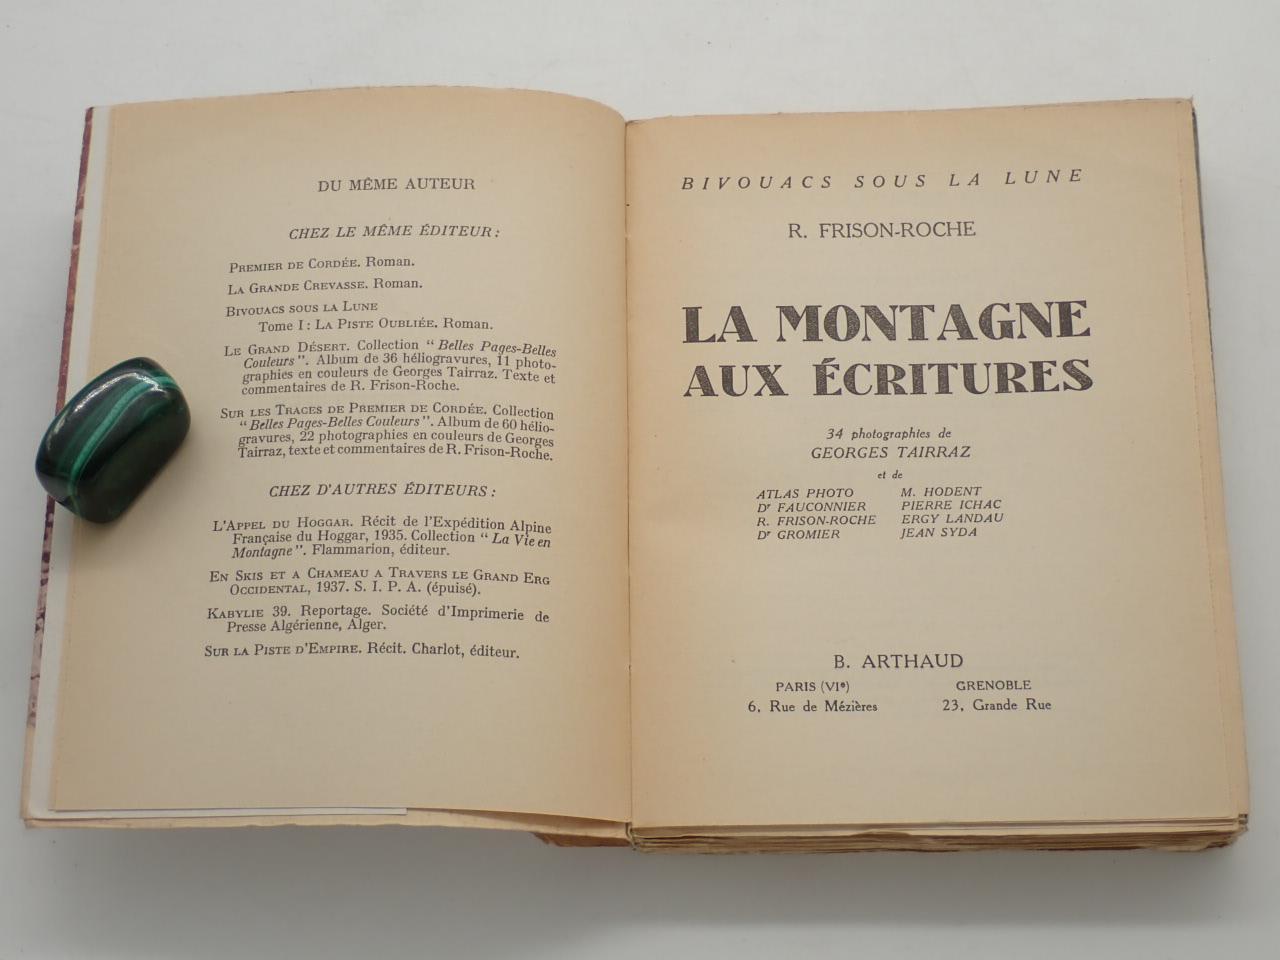 DU MÊME AUTEUR
CHEZ LE MÊME ÉDITEUR :
PREMIER DE CORDÉE. Roman.
LA GRANDE CREVASSE. Roman.
BIVOUACS SOUS LA LUNE
Tome I : LA PISTE OUBLIÉE. Roman.
LE GRAND DÉSERT. Collection “ Belles Pages-Belles
Couleurs ”. Album de 36 héliogravures, 11 photo-
graphies en couleurs de Georges Tairraz. Texte et
commentaires de R. Frison-Roche.
SUR LES TRACES DE PREMIER DE CORDÉE. Collection
“ Belles Pages-Belles Couleurs ”. Album de 60 hélio-
gravures, 22 photographies en couleurs de Georges
Tairraz, texte et commentaires de R. Frison-Roche.
CHEZ D'AUTRES ÉDITEURS :
L'APPEL DU HOGGAR. Récit de l'Expédition Alpine
Française du Hoggar, 1935. Collection “ La Vie en
Montagne ”. Flammarion, éditeur.
EN SKIS ET A CHAMEAU A TRAVERS LE GRAND ERG
OCCIDENTAL, 1937. S. I. P. A. (épuisé).
KABYLIE 39. Reportage. Société d'Imprimerie de
Presse Algérienne, Alger.
SUR LA PISTE D'EMPIRE. Récit. Charlot, éditeur.
BIVOUACS SOUS LA LUNE
R. FRISON-ROCHE
LA MONTAGNE
AUX ÉCRITURES
34 photographies de
GEORGES TAIRRAZ
et de
ATLAS PHOTO M. HODENT
Dr FAUCONNIER PIERRE ICHAC
R. FRISON-ROCHE ERGY LANDAU
Dr GROMIER JEAN SYDA
B. ARTHAUD
PARIS (VIe) GRENOBLE
6, Rue de Mézières 23, Grande Rue